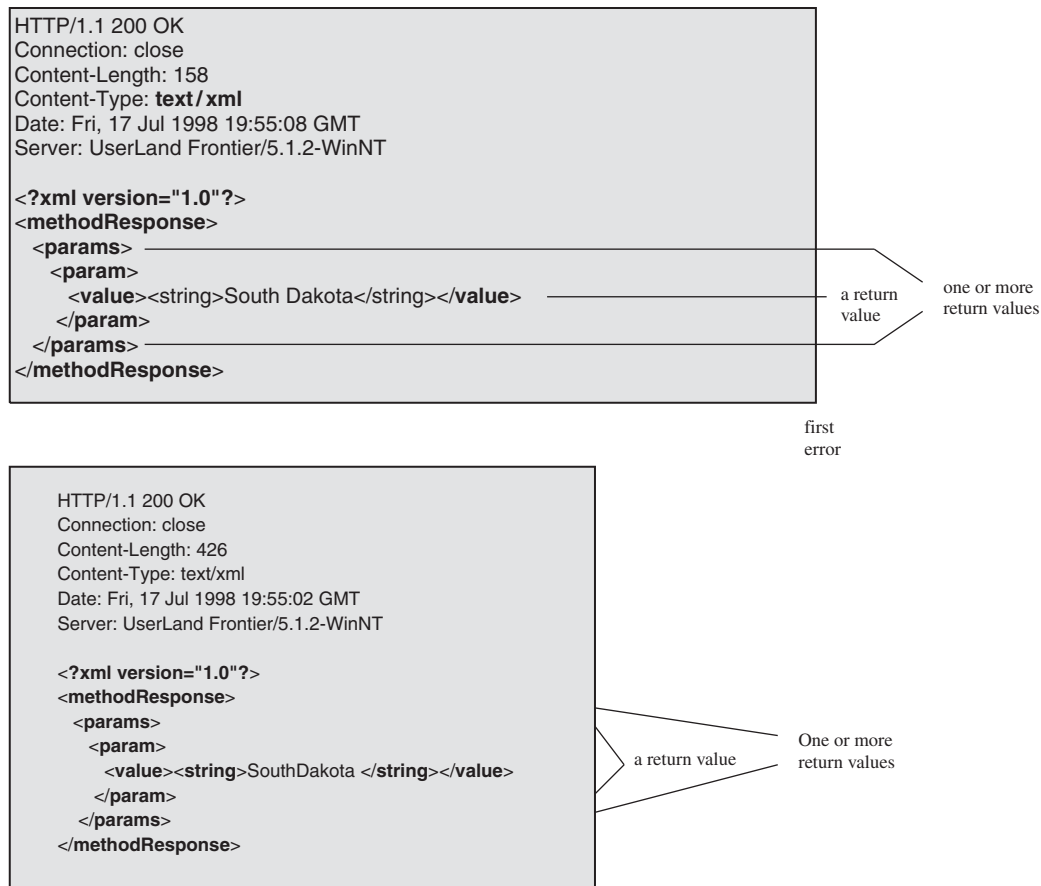 HTTP/1.1 200 OK
Connection: close
Content-Length: 158
Content-Type: text/xml
Date: Fri, 17 Jul 1998 19:55:08 GMT
Server: UserLand Frontier/5.1.2-WinNT
<?xml version="1.0"?>
<methodResponse>
<params>
<param>
<value><string>South Dakota</string></value>
</param>
</params>
</methodResponse>
a return
value
one or more
return values
first
error
HTTP/1.1 200 OK
Connection: close
Content-Length: 426
Content-Type: text/xml
Date: Fri, 17 Jul 1998 19:55:02 GMT
Server: UserLand Frontier/5.1.2-WinNT
<?xml version="1.0"?>
<methodResponse>
<params>
<param>
<value><string>SouthDakota </string></value>
</param>
</params>
</methodResponse>
a return value
One or more
return values